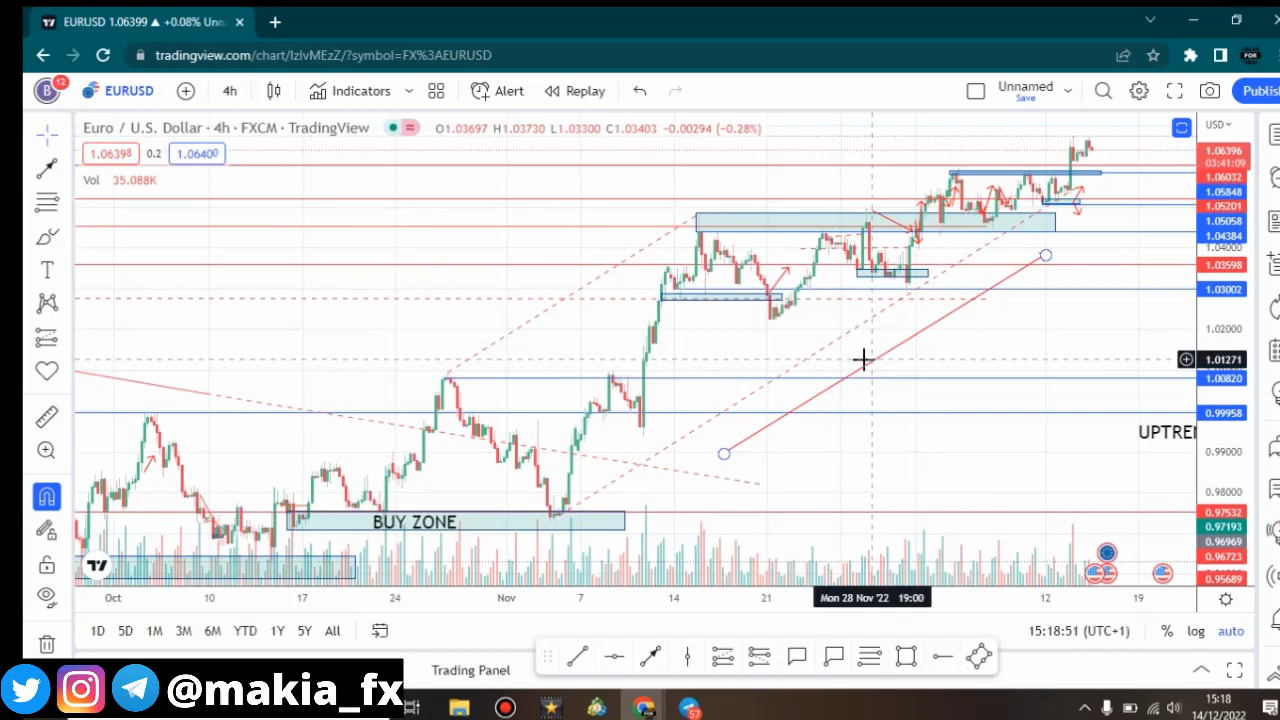 EURUSD 1.06399 ▲ +0.08% Unn
tradingview.com/chart/IzlvMEzZ/?symbol=FX%3AEURUSD
FOR
B 12 EURUSD 4h Indicators Alert Replay Unnamed Save Publish
Euro / U.S. Dollar · 4h · FXCM · TradingView O1.03697 H1.03730 L1.03300 C1.03403 −0.00294 (−0.28%) USD
1.06398 0.2 1.06400
Vol 35.088K
1.06396
03:41:09
1.06032
1.05848
1.05201
1.05058
1.04384
1.04000
1.03598
1.03002
1.02000
1.01271
1.00820
0.99958
UPTREN
0.99000
0.98000
0.97532
BUY ZONE
0.97193
0.96969
0.96723
0.95689
Oct 10 17 24 Nov 7 14 21 Mon 28 Nov '22 19:00 12 19
1D 5D 1M 3M 6M YTD 1Y 5Y All 15:18:51 (UTC+1) % log auto
Trading Panel
@makia_fx
57
15:18
14/12/2022